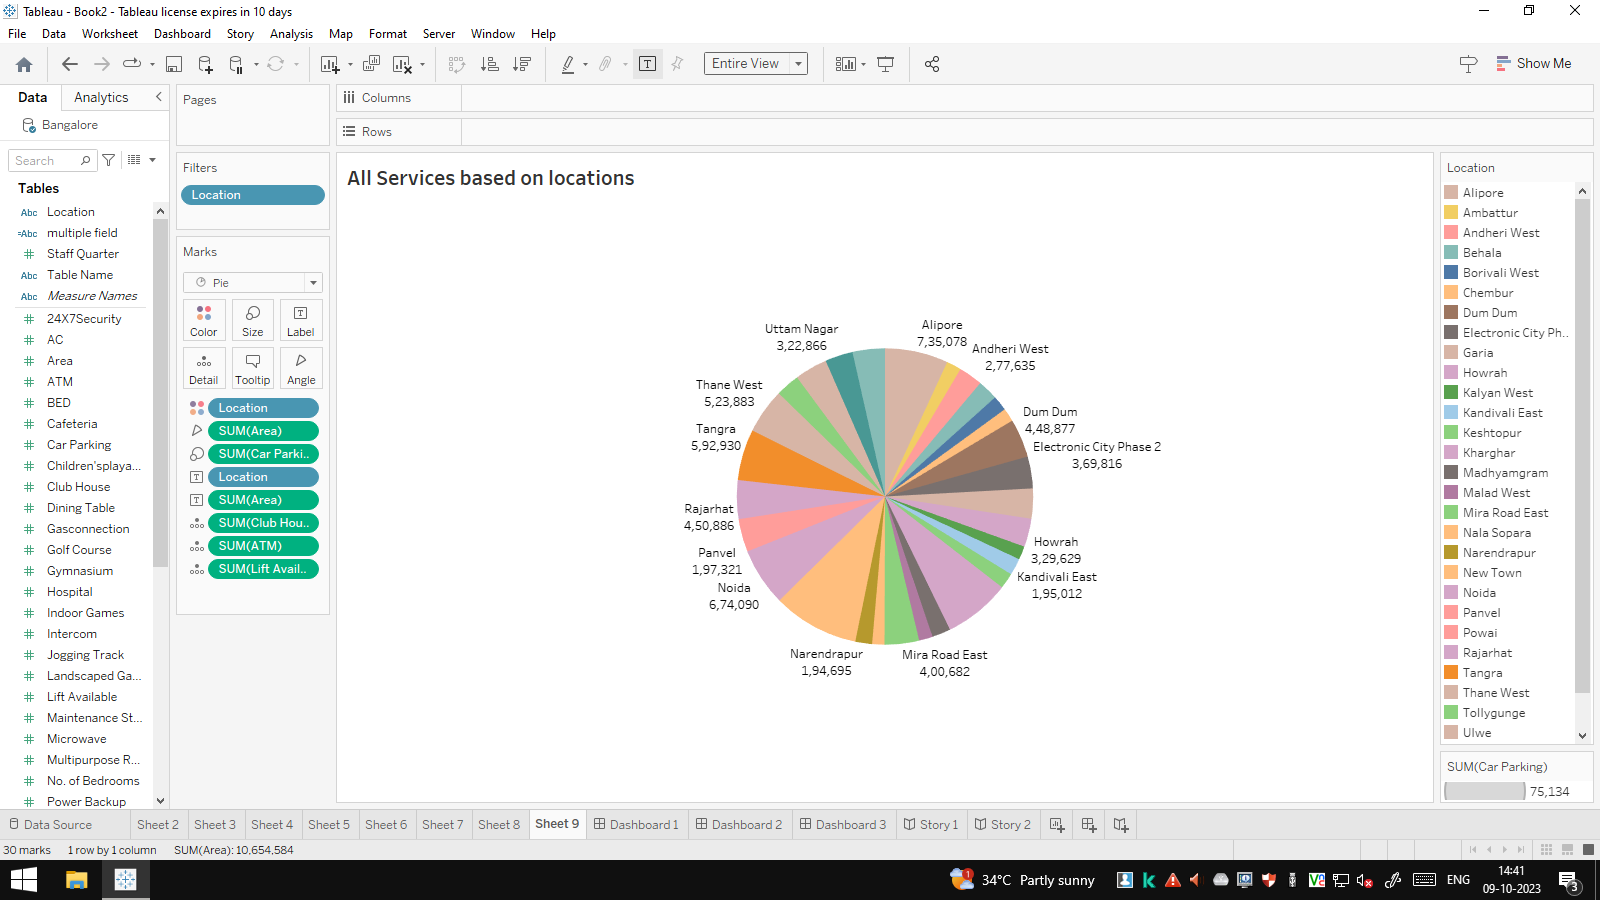 Tableau - Book2 - Tableau license expires in 10 days
File Data Worksheet Dashboard Story Analysis Map Format Server Window Help
Entire View
Show Me
Data Analytics
Bangalore
Search
Tables
Abc Location
=Abc multiple field
# Staff Quarter
Abc Table Name
Abc Measure Names
# 24X7Security
# AC
# Area
# ATM
# BED
# Cafeteria
# Car Parking
# Children'splaya...
# Club House
# Dining Table
# Gasconnection
# Golf Course
# Gymnasium
# Hospital
# Indoor Games
# Intercom
# Jogging Track
# Landscaped Ga...
# Lift Available
# Maintenance St...
# Microwave
# Multipurpose R...
# No. of Bedrooms
# Power Backup
Pages
Filters
Location
Marks
Pie
Color Size Label
Detail Tooltip Angle
Location
SUM(Area)
SUM(Car Parki..
Location
SUM(Area)
SUM(Club Hou..
SUM(ATM)
SUM(Lift Avail..
Columns
Rows
All Services based on locations
Uttam Nagar
3,22,866
Alipore
7,35,078
Andheri West
2,77,635
Thane West
5,23,883
Dum Dum
4,48,877
Tangra
5,92,930
Electronic City Phase 2
3,69,816
Rajarhat
4,50,886
Howrah
3,29,629
Panvel
1,97,321
Kandivali East
1,95,012
Noida
6,74,090
Narendrapur
1,94,695
Mira Road East
4,00,682
Location
Alipore
Ambattur
Andheri West
Behala
Borivali West
Chembur
Dum Dum
Electronic City Ph..
Garia
Howrah
Kalyan West
Kandivali East
Keshtopur
Kharghar
Madhyamgram
Malad West
Mira Road East
Nala Sopara
Narendrapur
New Town
Noida
Panvel
Powai
Rajarhat
Tangra
Thane West
Tollygunge
Ulwe
SUM(Car Parking)
75,134
Data Source Sheet 2 Sheet 3 Sheet 4 Sheet 5 Sheet 6 Sheet 7 Sheet 8 Sheet 9 Dashboard 1 Dashboard 2 Dashboard 3 Story 1 Story 2
30 marks 1 row by 1 column SUM(Area): 10,654,584
1 34°C Partly sunny ENG 14:41
09-10-2023 3